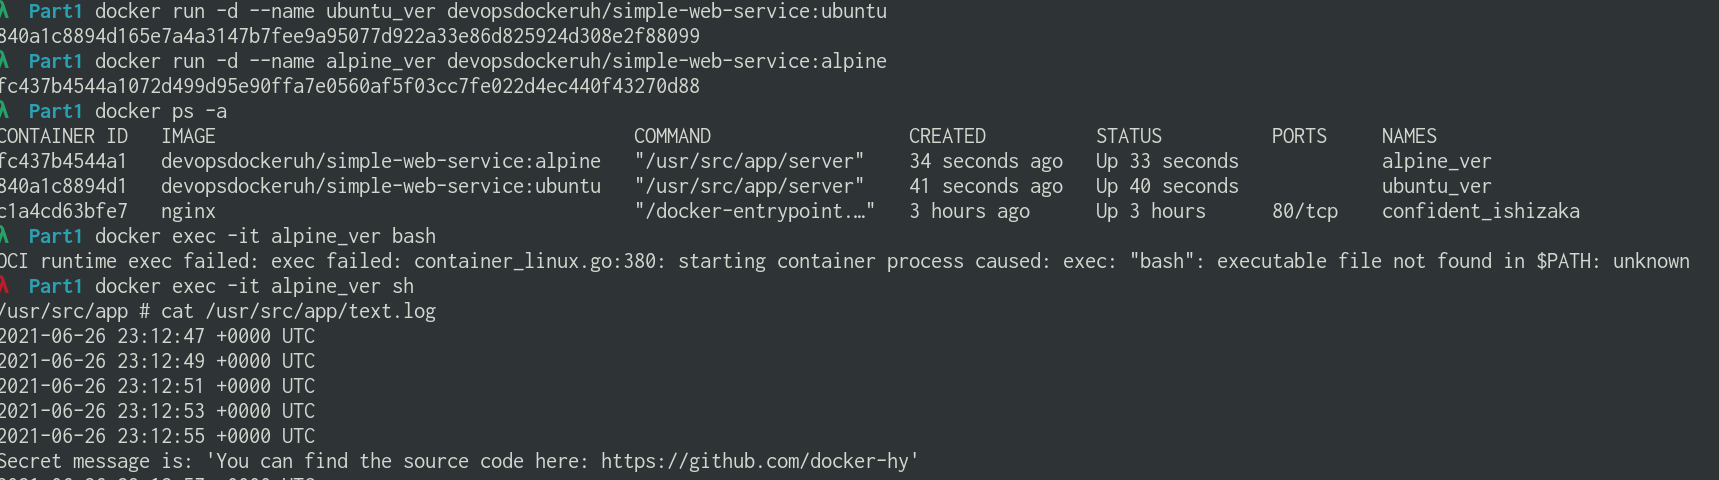 λ Part1 docker run -d --name ubuntu_ver devopsdockeruh/simple-web-service:ubuntu
840a1c8894d165e7a4a3147b7fee9a95077d922a33e86d825924d308e2f88099
λ Part1 docker run -d --name alpine_ver devopsdockeruh/simple-web-service:alpine
fc437b4544a1072d499d95e90ffa7e0560af5f03cc7fe022d4ec440f43270d88
λ Part1 docker ps -a
CONTAINER ID IMAGE COMMAND CREATED STATUS PORTS NAMES
fc437b4544a1 devopsdockeruh/simple-web-service:alpine "/usr/src/app/server" 34 seconds ago Up 33 seconds alpine_ver
840a1c8894d1 devopsdockeruh/simple-web-service:ubuntu "/usr/src/app/server" 41 seconds ago Up 40 seconds ubuntu_ver
c1a4cd63bfe7 nginx "/docker-entrypoint.…" 3 hours ago Up 3 hours 80/tcp confident_ishizaka
λ Part1 docker exec -it alpine_ver bash
OCI runtime exec failed: exec failed: container_linux.go:380: starting container process caused: exec: "bash": executable file not found in $PATH: unknown
λ Part1 docker exec -it alpine_ver sh
/usr/src/app # cat /usr/src/app/text.log
2021-06-26 23:12:47 +0000 UTC
2021-06-26 23:12:49 +0000 UTC
2021-06-26 23:12:51 +0000 UTC
2021-06-26 23:12:53 +0000 UTC
2021-06-26 23:12:55 +0000 UTC
Secret message is: 'You can find the source code here: https://github.com/docker-hy'